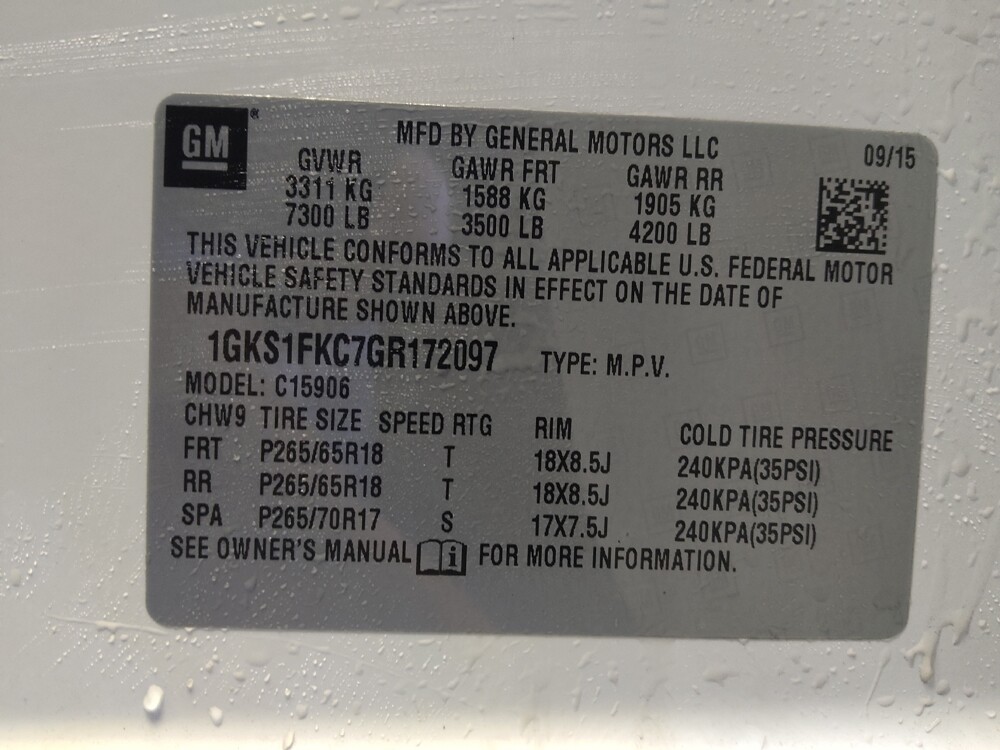 GM®
MFD BY GENERAL MOTORS LLC 09/15
GVWR GAWR FRT GAWR RR
3311 KG 1588 KG 1905 KG
7300 LB 3500 LB 4200 LB
THIS VEHICLE CONFORMS TO ALL APPLICABLE U.S. FEDERAL MOTOR
VEHICLE SAFETY STANDARDS IN EFFECT ON THE DATE OF
MANUFACTURE SHOWN ABOVE.
1GKS1FKC7GR172097 TYPE: M.P.V.
MODEL: C15906
CHW9 TIRE SIZE SPEED RTG RIM COLD TIRE PRESSURE
FRT P265/65R18 T 18X8.5J 240KPA(35PSI)
RR P265/65R18 T 18X8.5J 240KPA(35PSI)
SPA P265/70R17 S 17X7.5J 240KPA(35PSI)
SEE OWNER'S MANUAL i FOR MORE INFORMATION.